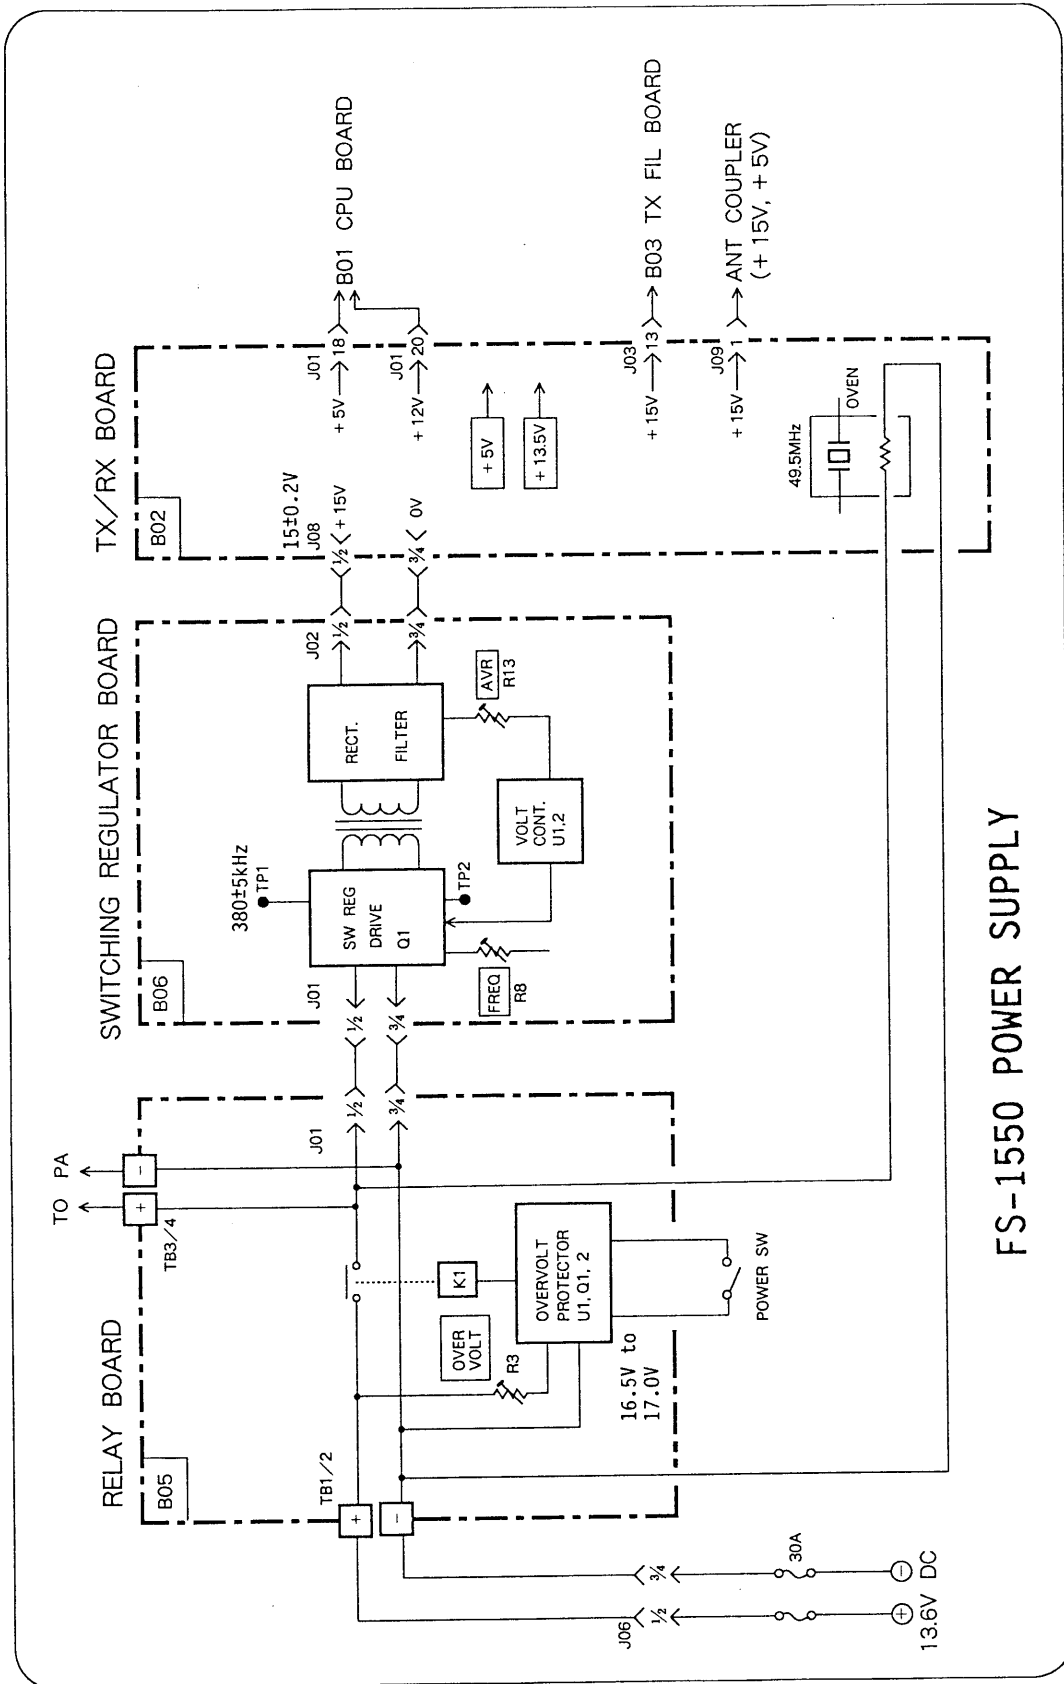 RELAY BOARD
B05
TB1/2
+
-
J06
1/2
3/4
30A
+
-
13.6V DC
TO PA
+
-
TB3/4
J01
1/2
3/4
K1
OVER
VOLT
R3
OVERVOLT
PROTECTOR
U1, Q1, 2
16.5V to
17.0V
POWER SW
SWITCHING REGULATOR BOARD
B06
J01
1/2
3/4
380±5kHz
TP1
SW REG
DRIVE
Q1
TP2
FREQ
R8
RECT.
FILTER
AVR
R13
VOLT
CONT.
U1,2
J02
1/2
3/4
TX/RX BOARD
B02
15±0.2V
J08
1/2
+15V
3/4
0V
+5V
J01
18
B01 CPU BOARD
+12V
J01
20
+5V
+13.5V
+15V
J03
13
B03 TX FIL BOARD
+15V
J09
1
ANT COUPLER
(+15V, +5V)
49.5MHz
OVEN
FS-1550 POWER SUPPLY